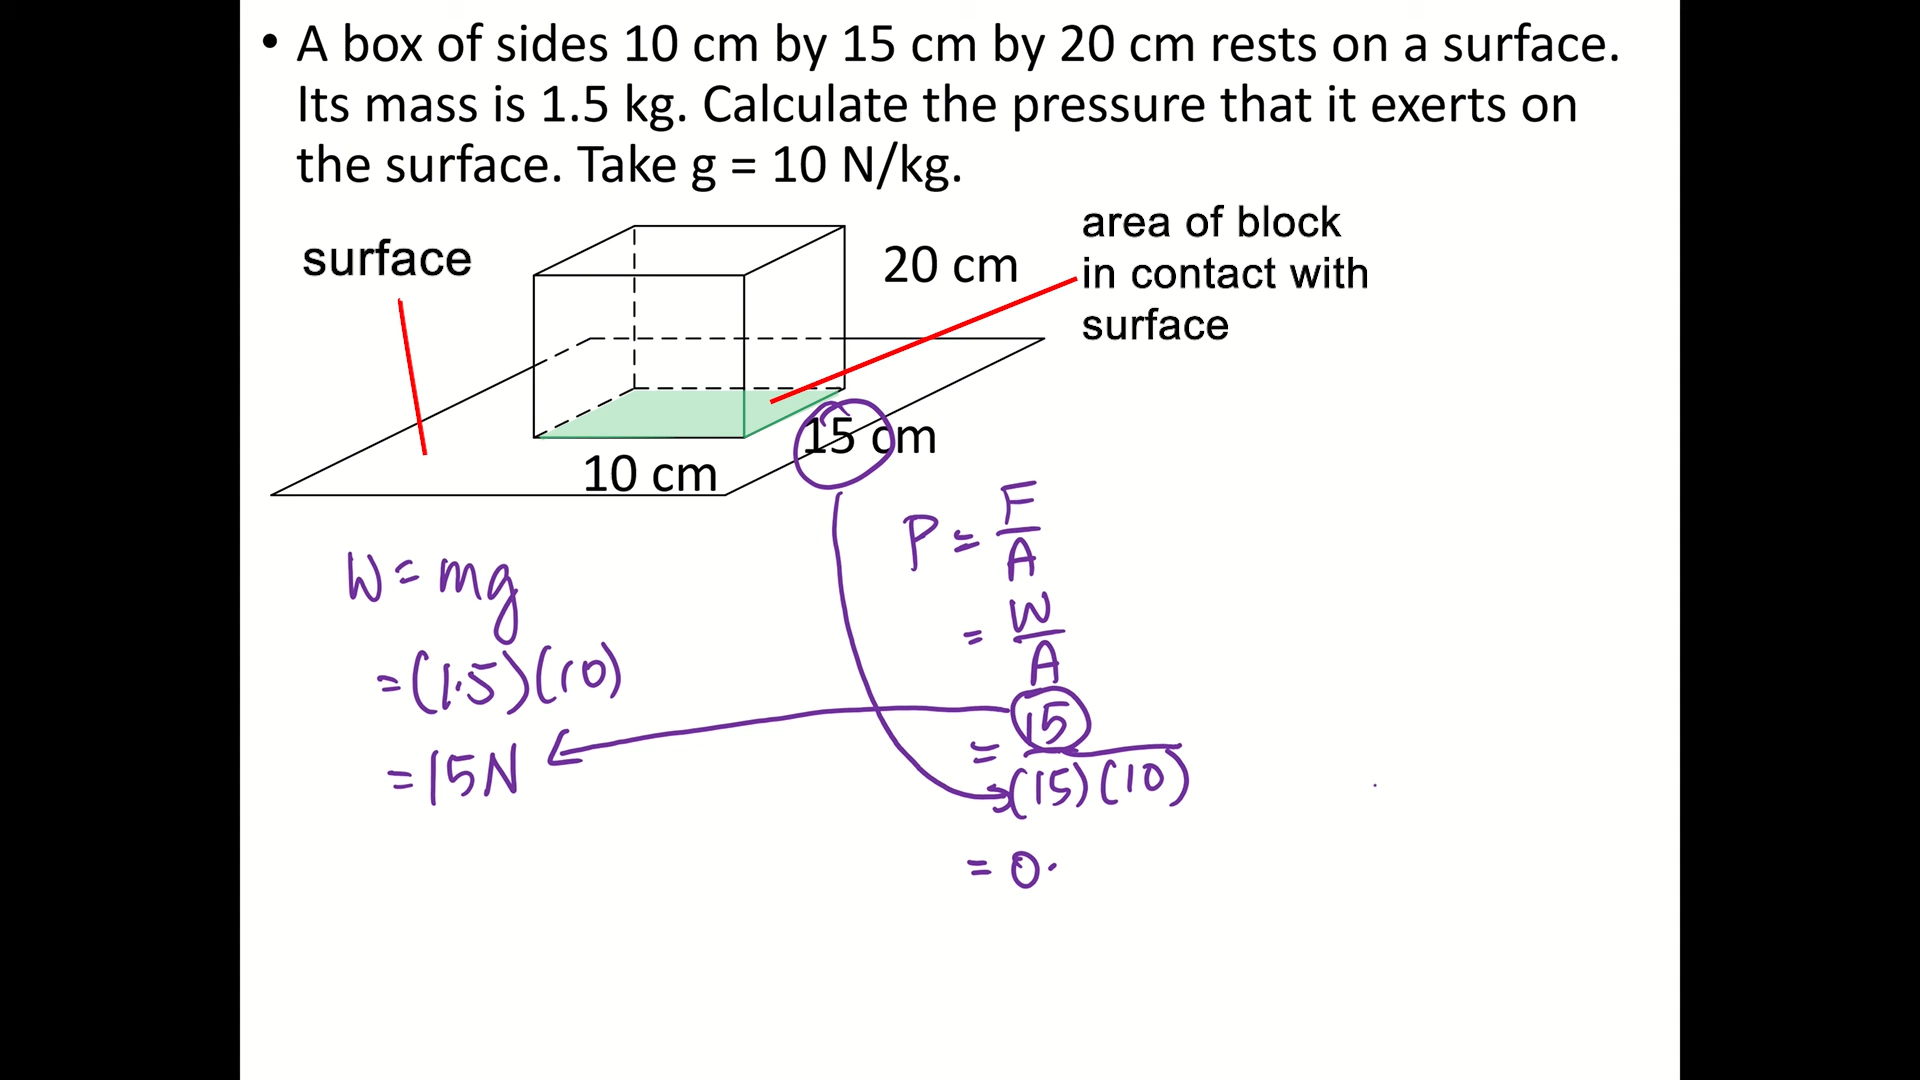 • A box of sides 10 cm by 15 cm by 20 cm rests on a surface.
Its mass is 1.5 kg. Calculate the pressure that it exerts on
the surface. Take g = 10 N/kg.
surface
20 cm
area of block
in contact with
surface
15 cm
10 cm
W = mg
= (1.5)(10)
= 15N
P = F/A
= W/A
= 15/(15)(10)
= 0.